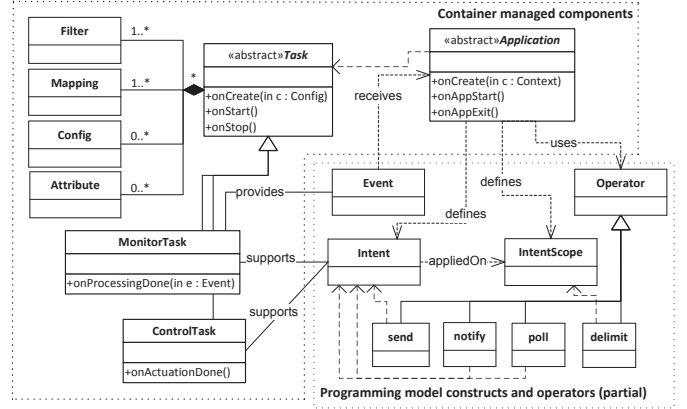 Container managed components
Filter
1..*
«abstract»Task
«abstract»Application
Mapping
1..*
*
+onCreate(in c : Config)
+onStart()
+onStop()
receives
+onCreate(in c : Context)
+onAppStart()
+onAppExit()
Config
0..*
uses
Attribute
0..*
provides
Event
defines
Operator
defines
MonitorTask
+onProcessingDone(in e : Event)
supports
Intent
appliedOn
IntentScope
supports
ControlTask
+onActuationDone()
send
notify
poll
delimit
Programming model constructs and operators (partial)